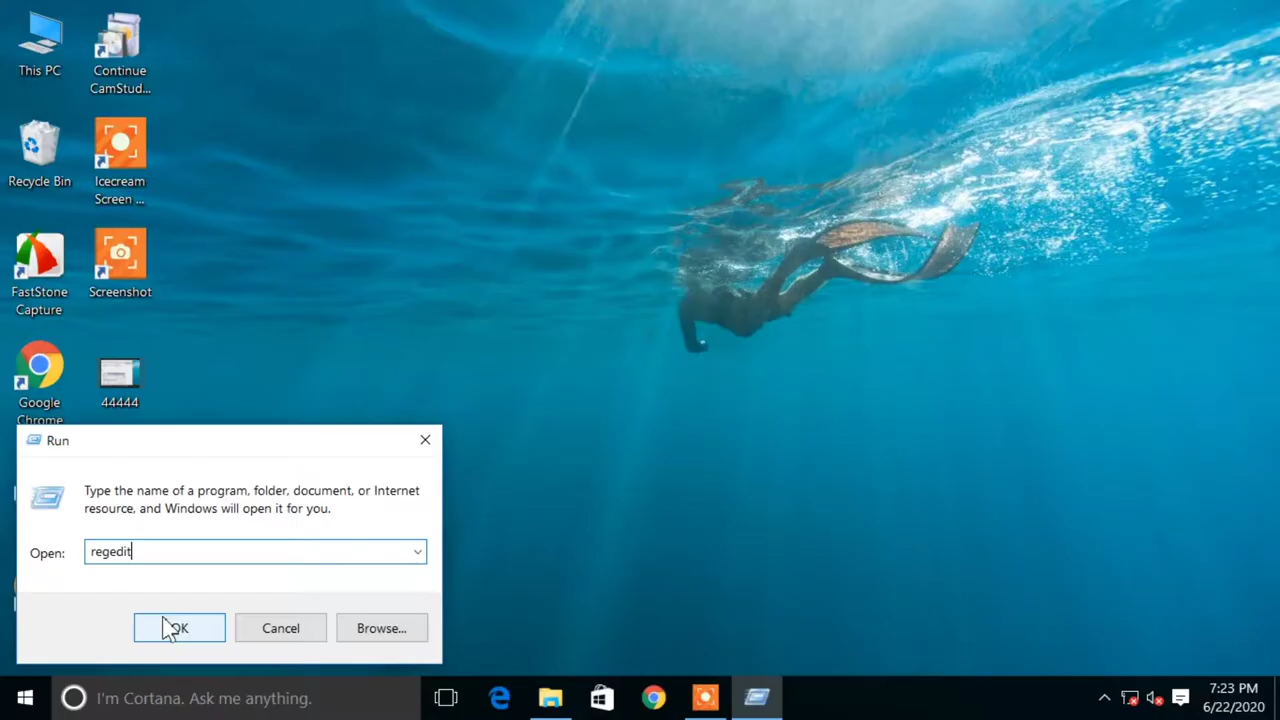 This PC
Continue
CamStud...
Recycle Bin
Icecream
Screen ...
FastStone
Capture
Screenshot
Google
Chrome
44444
Run
Type the name of a program, folder, document, or Internet
resource, and Windows will open it for you.
Open:
regedit
OK
Cancel
Browse...
I'm Cortana. Ask me anything.
7:23 PM
6/22/2020